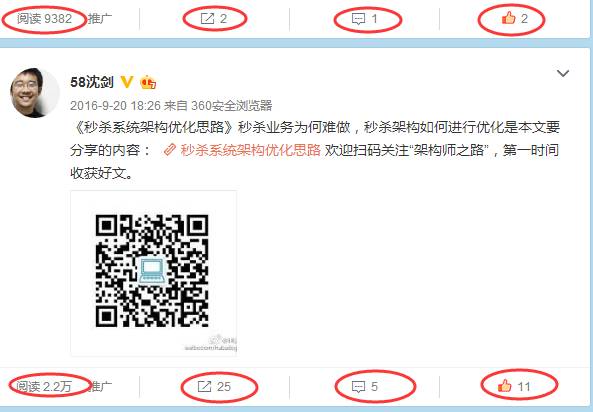 阅读 9382 推广 2 1 2
58沈剑
2016-9-20 18:26 来自 360安全浏览器
《秒杀系统架构优化思路》秒杀业务为何难做，秒杀架构如何进行优化是本文要
分享的内容： 秒杀系统架构优化思路 欢迎扫码关注“架构师之路”，第一时间
收获好文。
阅读 2.2万 推广 25 5 11